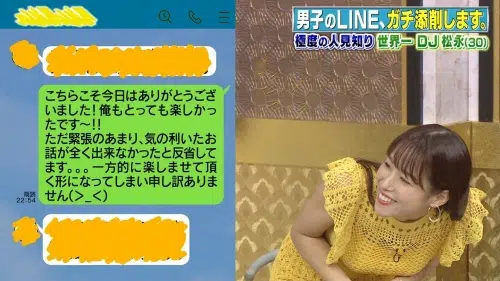 男子のLINE、ガチ添削します。
極度の人見知り 世界一 DJ松永(30)
こちらこそ今日はありがとうござ
いました！俺もとっても楽しかっ
たです〜！！
ただ緊張のあまり、気の利いたお
話が全く出来なかったと反省して
ます。。。一方的に楽しませて頂
く形になってしまい申し訳ありま
せん(>_<)
既読
22:54